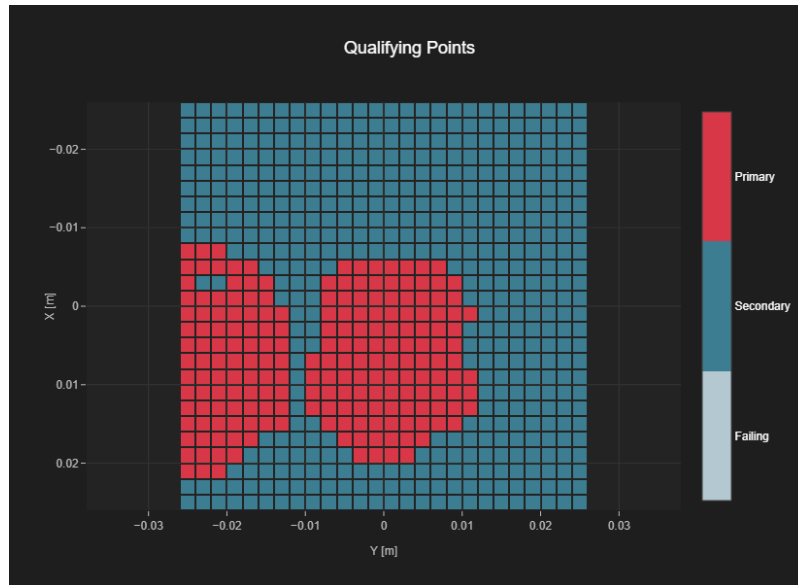 Qualifying Points
−0.02
−0.01
0
0.01
0.02
X [m]
−0.03
−0.02
−0.01
0
0.01
0.02
0.03
Y [m]
Primary
Secondary
Failing